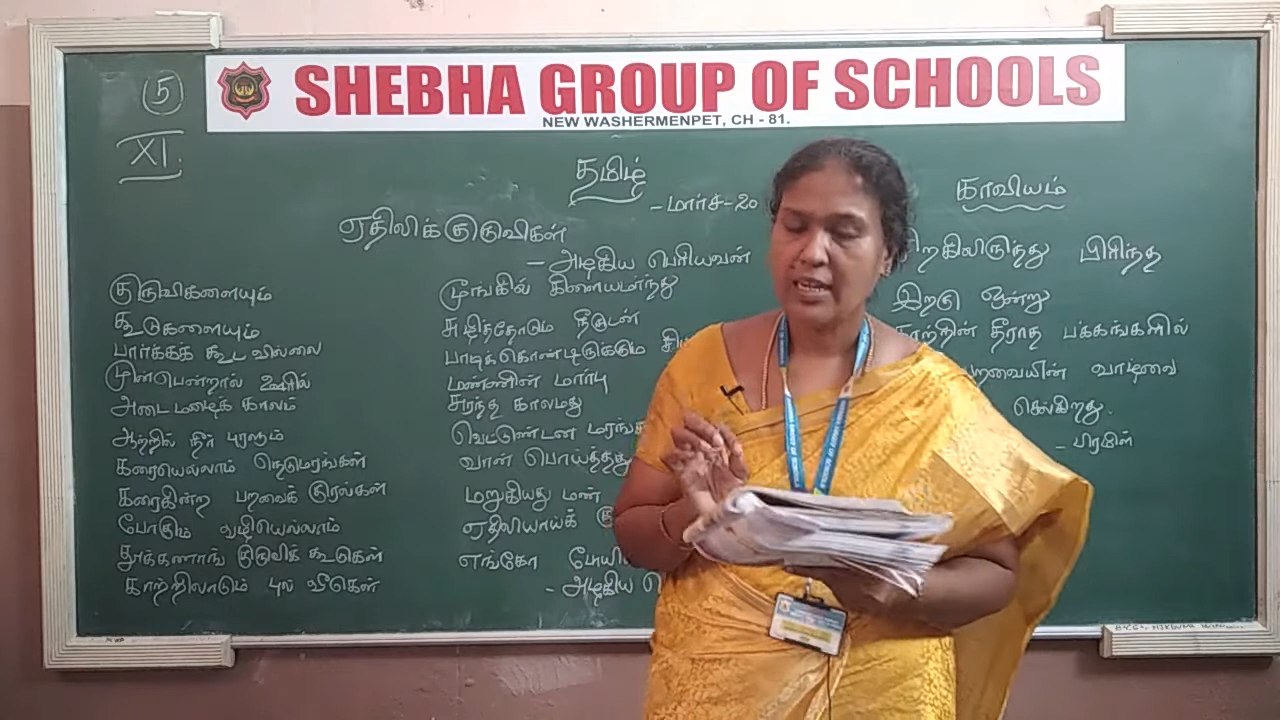 SHEBHA GROUP OF SCHOOLS
NEW WASHERMENPET, CH - 81.
5
XI.
தமிழ்
- மார்ச் - 20
ஏதிலிக்குருவிகள்
- அழகிய பெரியவன்
குருவிகளையும்
கூடுகளையும்
பார்க்கக் கூட வில்லை
முன்பென்றால் ஊரில்
அடை மழைக் காலம்
ஆற்றில் நீர் புரளும்
கரையெல்லாம் நெடுமரங்கள்
கரைகின்ற பறவைக் குரல்கள்
போகும் வழியெல்லாம்
தூக்கணாங் குருவிக் கூடுகள்
காற்றிலாடும் புல் வீடுகள்
மூங்கில் கிளையமர்ந்து
சுழித்தோடும் நீருடன்
பாடிக்கொண்டிருக்கும்
மண்ணின் மார்பு
சுரந்த காலமது
வெட்டுண்டன
வான் பொய்த்தது
மறுகியது மண்
ஏதிலியாய்க்
எங்கோ
- அழகிய
காவியம்
பிரிந்த
இறகு ஒன்று
காற்றின் தீராத பக்கங்களில்
பறவையின் வாழ்வை
செல்கிறது.
- பிரமிள்